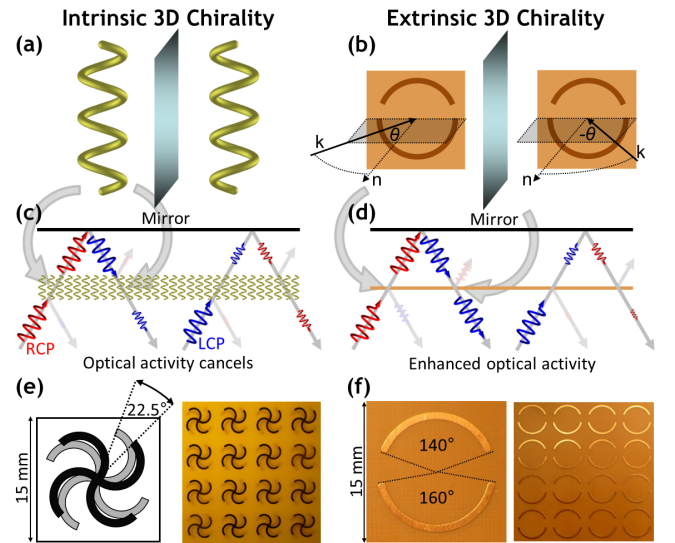 Intrinsic 3D Chirality
Extrinsic 3D Chirality
(a)
(b)
k
θ
n
-θ
k
n
(c)
Mirror
(d)
Mirror
RCP
LCP
Optical activity cancels
Enhanced optical activity
(e)
22.5°
15 mm
(f)
140°
160°
15 mm